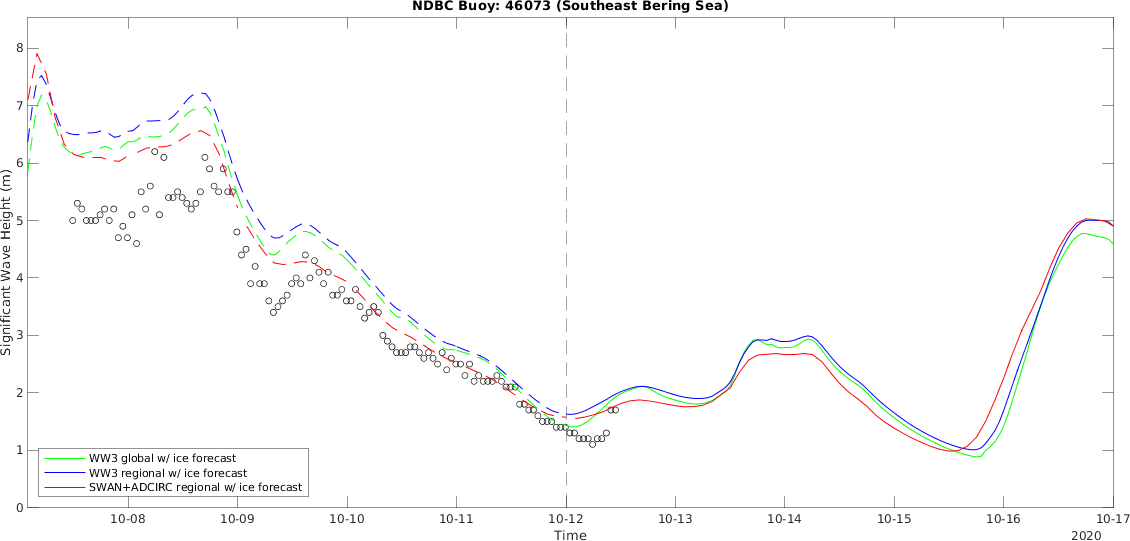 NDBC Buoy: 46073 (Southeast Bering Sea)
Significant Wave Height (m)
8
7
6
5
4
3
2
1
0
WW3 global w/ ice forecast
WW3 regional w/ ice forecast
SWAN+ADCIRC regional w/ ice forecast
10-08 10-09 10-10 10-11 10-12 10-13 10-14 10-15 10-16 10-17
Time
2020